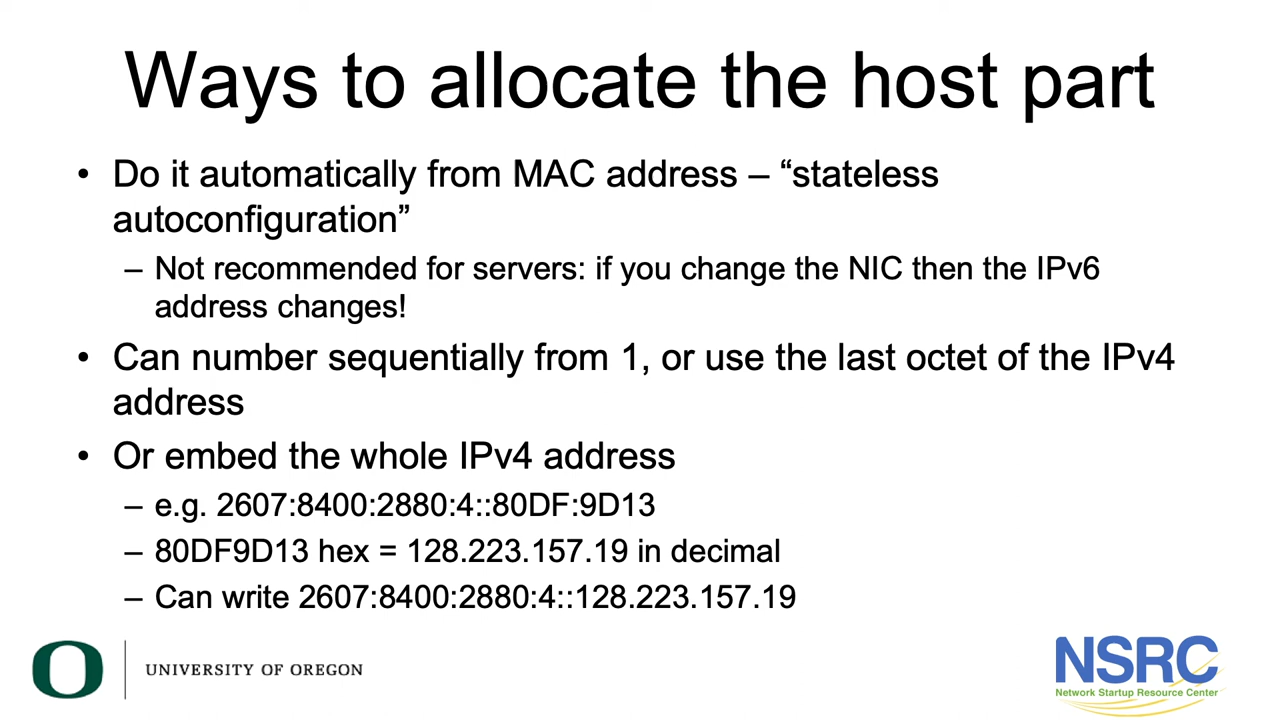 Ways to allocate the host part
• Do it automatically from MAC address – “stateless
autoconfiguration”
– Not recommended for servers: if you change the NIC then the IPv6
address changes!
• Can number sequentially from 1, or use the last octet of the IPv4
address
• Or embed the whole IPv4 address
– e.g. 2607:8400:2880:4::80DF:9D13
– 80DF9D13 hex = 128.223.157.19 in decimal
– Can write 2607:8400:2880:4::128.223.157.19
O
UNIVERSITY OF OREGON
NSRC
Network Startup Resource Center